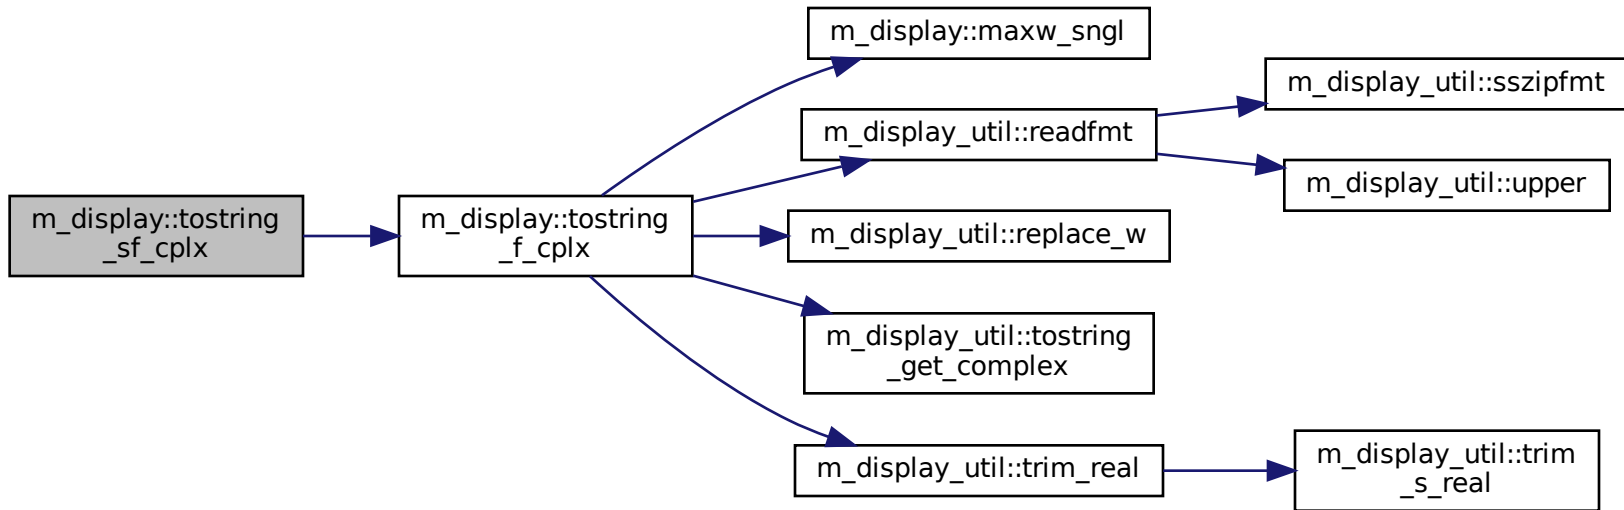 m_display::tostring
_sf_cplx
m_display::tostring
_f_cplx
m_display::maxw_sngl
m_display_util::readfmt
m_display_util::replace_w
m_display_util::tostring
_get_complex
m_display_util::trim_real
m_display_util::sszipfmt
m_display_util::upper
m_display_util::trim
_s_real